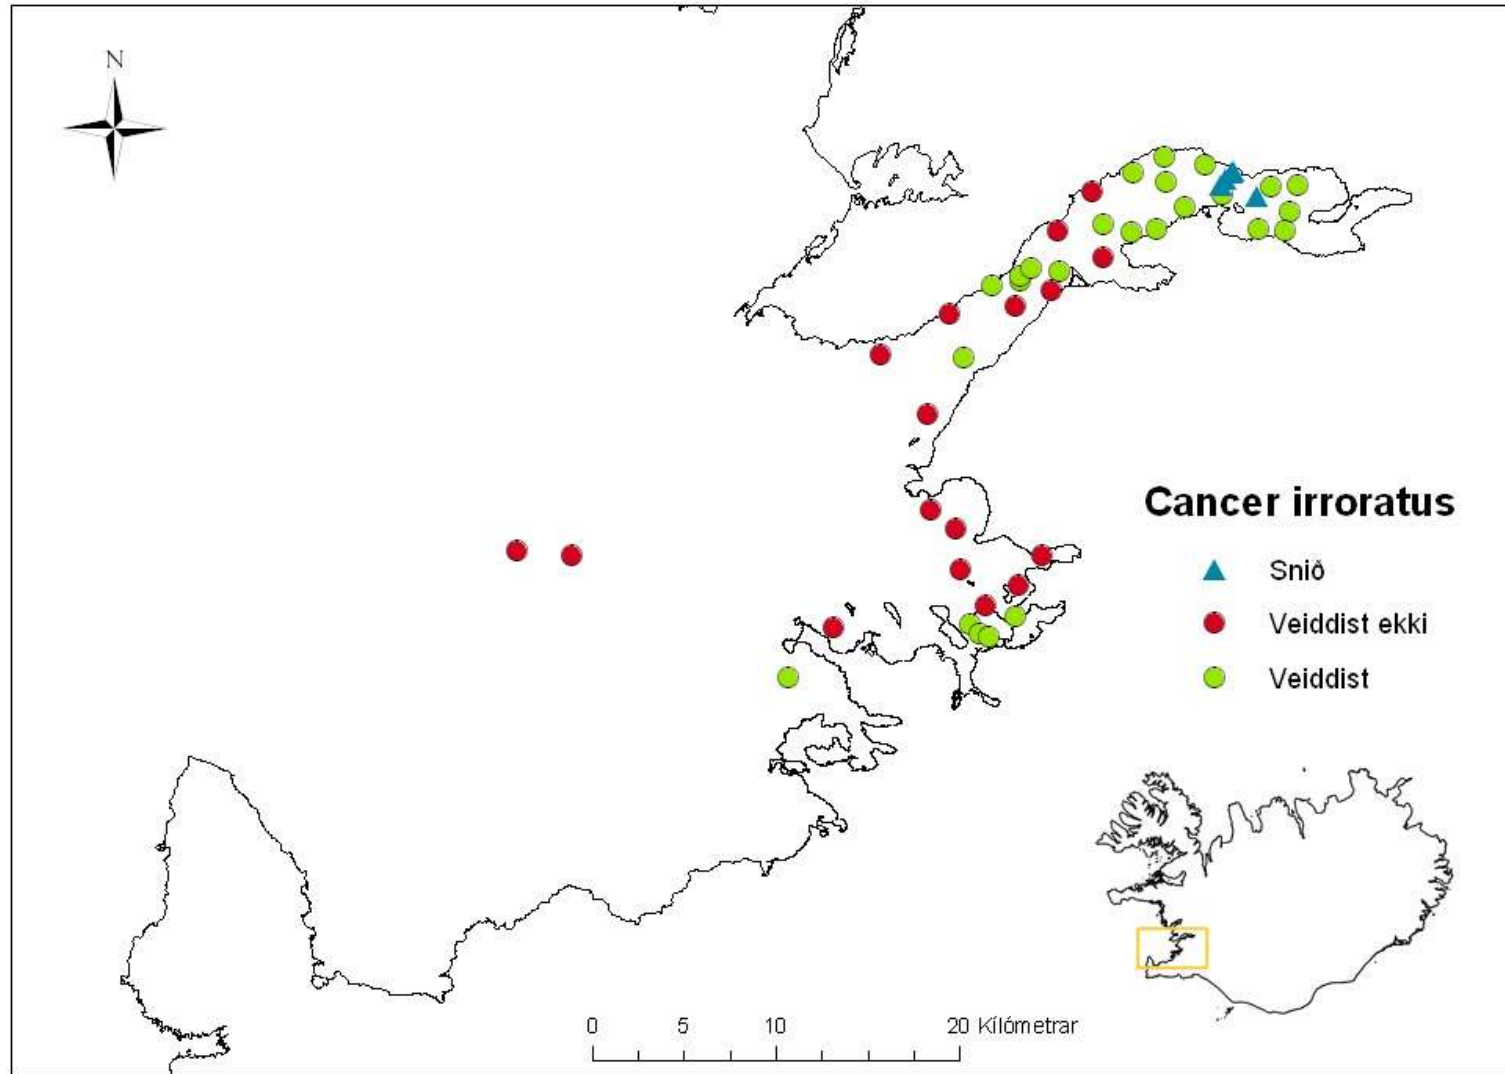 N
Cancer irroratus
Snið
Veiddist ekki
Veiddist
0 5 10 20 Kílómetrar